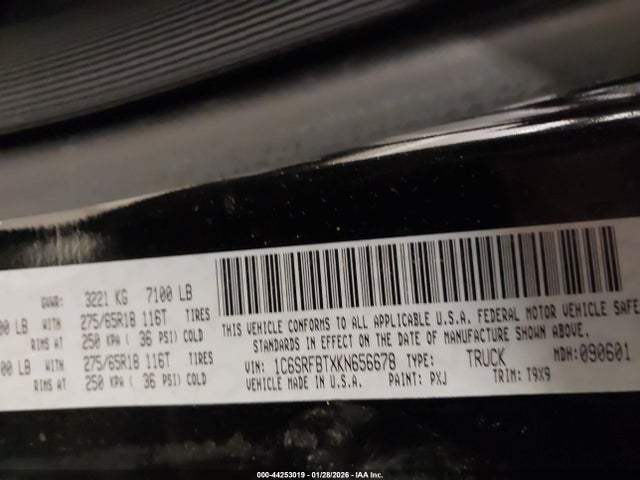 GVWR: 3221 KG 7100 LB
LB WITH 275/65R18 116T TIRES
RIMS AT 250 KPA ( 36 PSI) COLD
LB WITH 275/65R18 116T TIRES
RIMS AT 250 KPA ( 36 PSI) COLD
THIS VEHICLE CONFORMS TO ALL APPLICABLE U.S.A. FEDERAL MOTOR VEHICLE
STANDARDS IN EFFECT ON THE DATE OF MANUFACTURE SHOWN ABOVE.
VIN: 1C6SRFBTXKN656678 TYPE: TRUCK MDH:090601
VEHICLE MADE IN U.S.A. PAINT: PXJ TRIM: T9X9
000-44253019 - 01/28/2026 - IAA Inc.